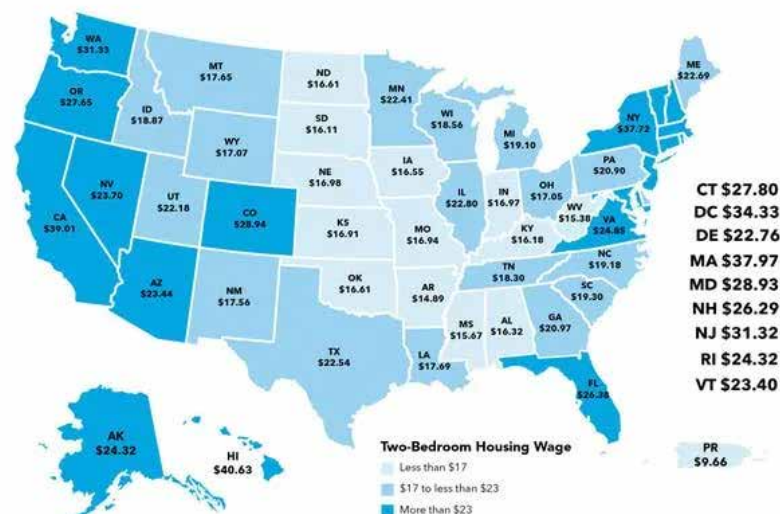 WA
$31.33
OR
$27.65
CA
$39.01
NV
$23.70
ID
$18.87
MT
$17.65
WY
$17.07
UT
$22.18
CO
$28.94
AZ
$23.44
NM
$17.56
ND
$16.61
SD
$16.11
NE
$16.98
KS
$16.91
OK
$16.61
TX
$22.54
MN
$22.41
IA
$16.55
MO
$16.94
AR
$14.89
LA
$17.69
WI
$18.56
IL
$22.80
MI
$19.10
IN
$16.97
OH
$17.05
KY
$16.18
TN
$18.30
MS
$15.67
AL
$16.32
GA
$20.97
FL
$26.38
SC
$19.30
NC
$19.18
VA
$24.85
WV
$15.38
PA
$20.90
NY
$37.72
ME
$22.69
CT $27.80
DC $34.33
DE $22.76
MA $37.97
MD $28.93
NH $26.29
NJ $31.32
RI $24.32
VT $23.40
AK
$24.32
HI
$40.63
PR
$9.66
Two-Bedroom Housing Wage
Less than $17
$17 to less than $23
More than $23